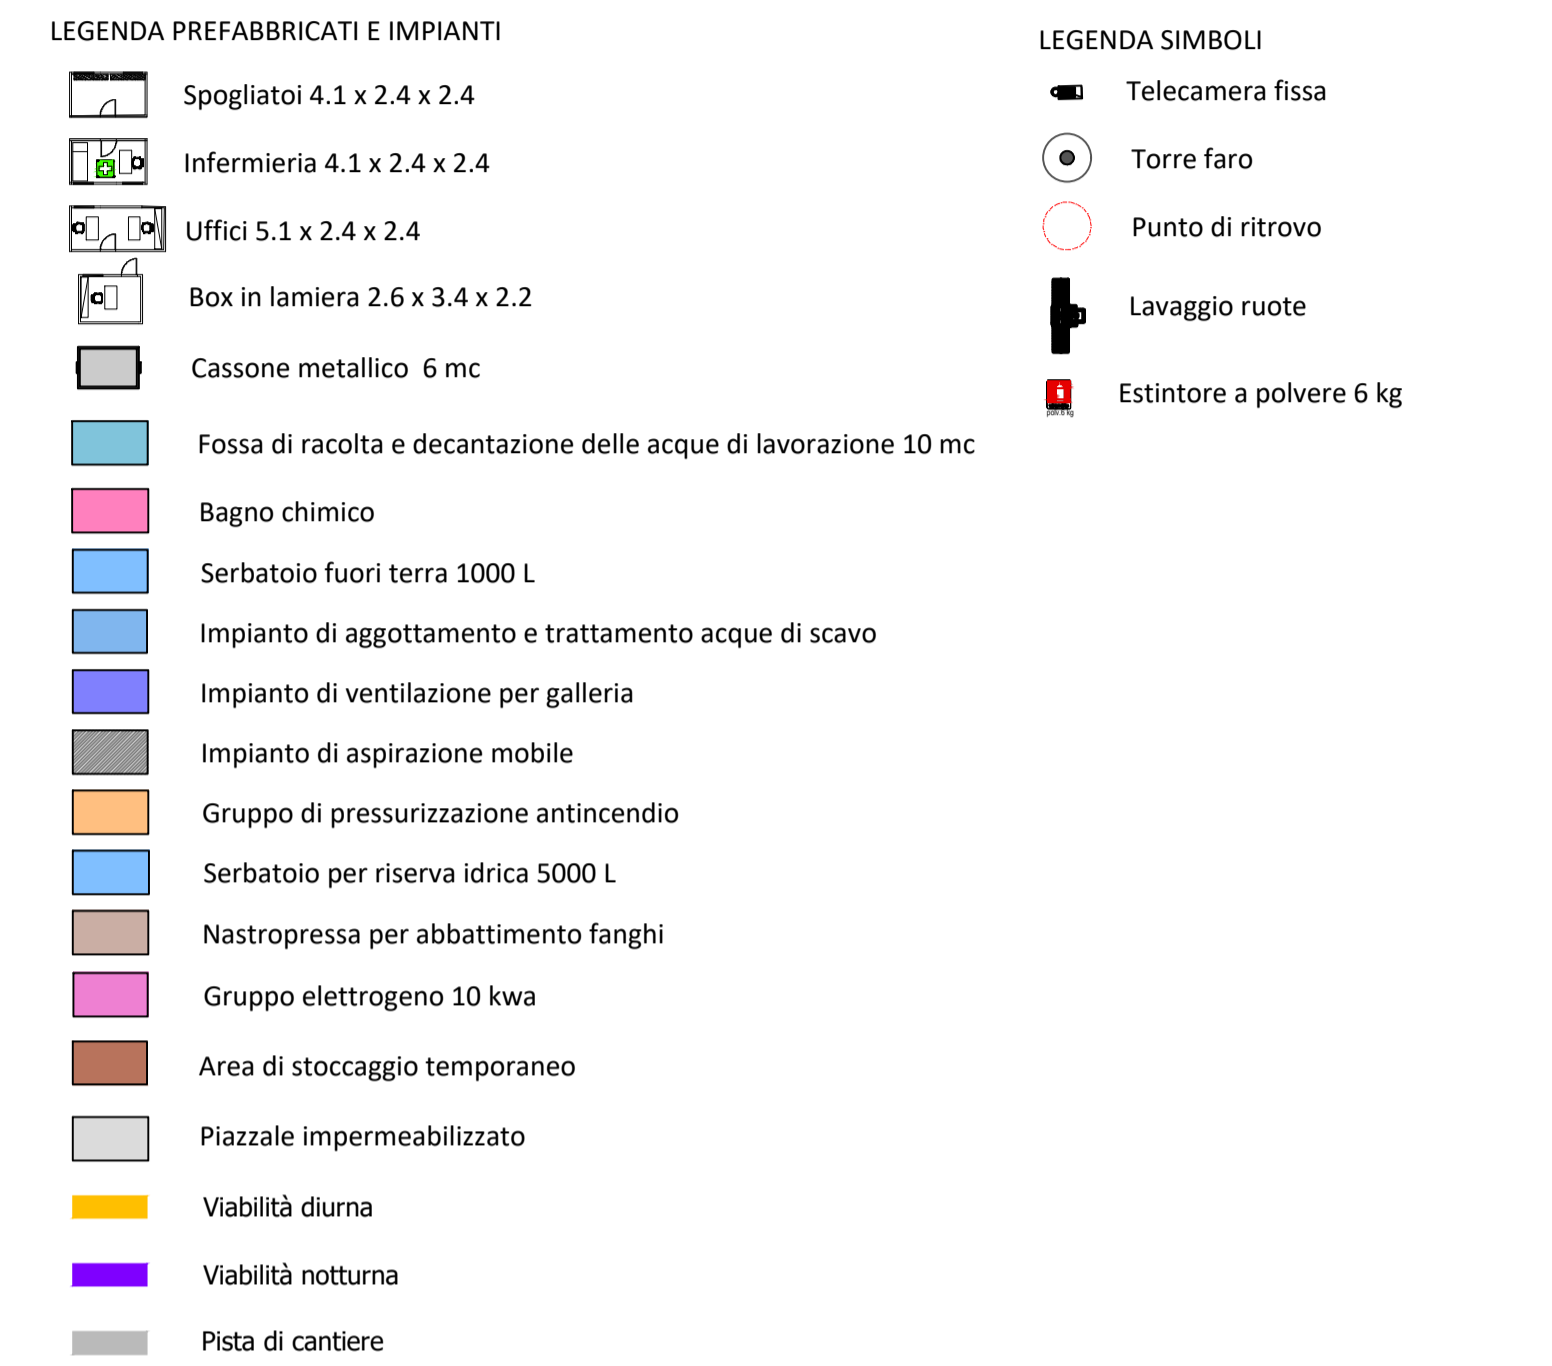 LEGENDA PREFABBRICATI E IMPIANTI
Spogliatoi 4.1 x 2.4 x 2.4
Infermieria 4.1 x 2.4 x 2.4
Uffici 5.1 x 2.4 x 2.4
Box in lamiera 2.6 x 3.4 x 2.2
Cassone metallico  6 mc
Fossa di racolta e decantazione delle acque di lavorazione 10 mc
Bagno chimico
Serbatoio fuori terra 1000 L
Impianto di aggottamento e trattamento acque di scavo
Impianto di ventilazione per galleria
Impianto di aspirazione mobile
Gruppo di pressurizzazione antincendio
Serbatoio per riserva idrica 5000 L
Nastropressa per abbattimento fanghi
Gruppo elettrogeno 10 kwa
Area di stoccaggio temporaneo
Piazzale impermeabilizzato
Viabilità diurna
Viabilità notturna
Pista di cantiere
LEGENDA SIMBOLI
Telecamera fissa
Torre faro
Punto di ritrovo
Lavaggio ruote
Estintore a polvere 6 kg
polv.6 kg